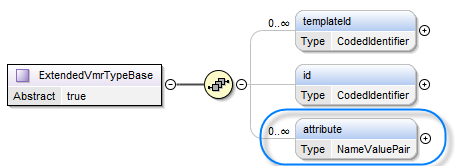 0..∞
templateId
Type CodedIdentifier
ExtendedVmrTypeBase
Abstract true
id
Type CodedIdentifier
0..∞
attribute
Type NameValuePair